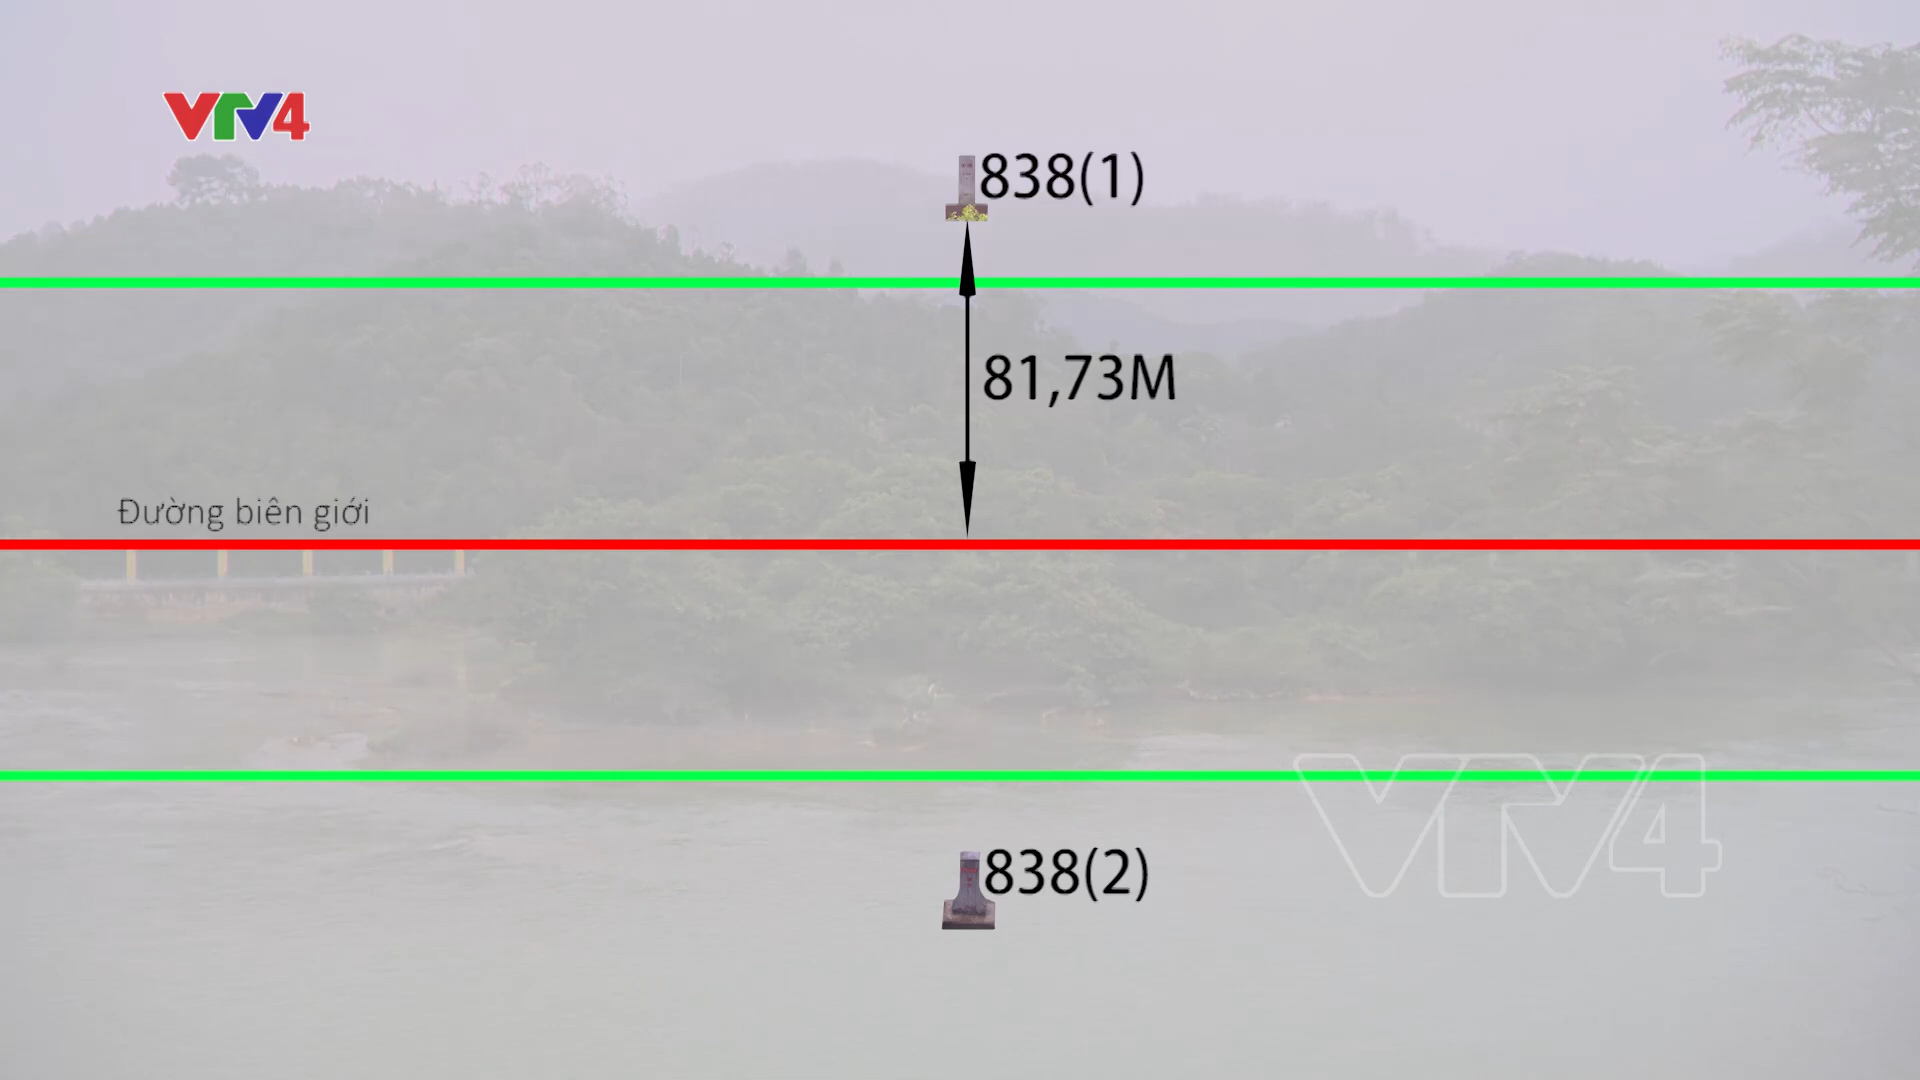 VTV4
838(1)
81,73M
Đường biên giới
VTV4
838(2)